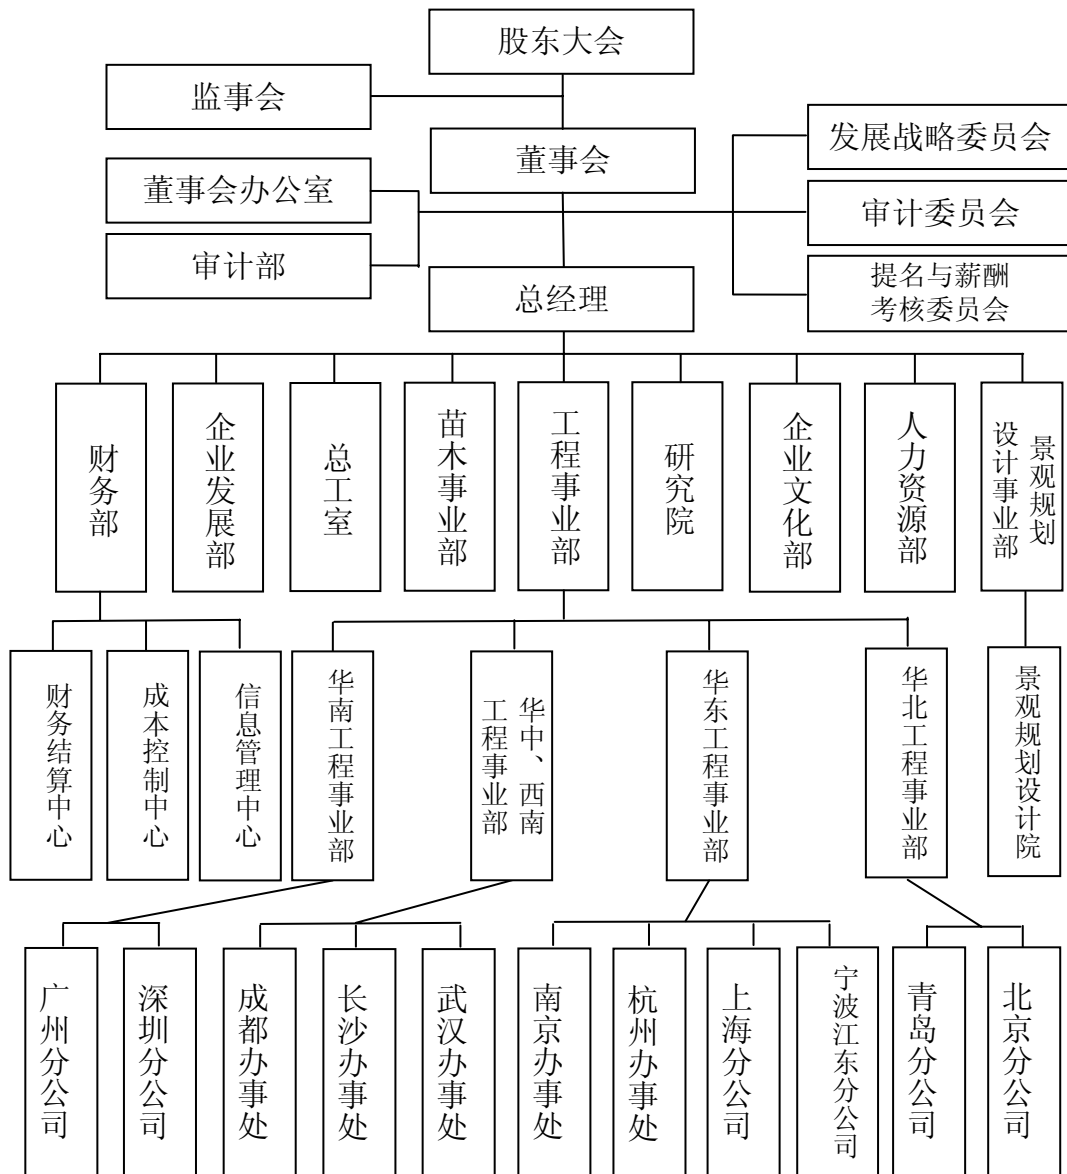 股东大会
监事会
董事会
发展战略委员会
董事会办公室
审计委员会
审计部
总经理
提名与薪酬
考核委员会
财务部
企业发展部
总工室
苗木事业部
工程事业部
研究院
企业文化部
人力资源部
景观规划
设计事业部
财务结算中心
成本控制中心
信息管理中心
华南工程事业部
华中、西南
工程事业部
华东工程事业部
华北工程事业部
景观规划设计院
广州分公司
深圳分公司
成都办事处
长沙办事处
武汉办事处
南京办事处
杭州办事处
上海分公司
宁波江东分公司
青岛分公司
北京分公司